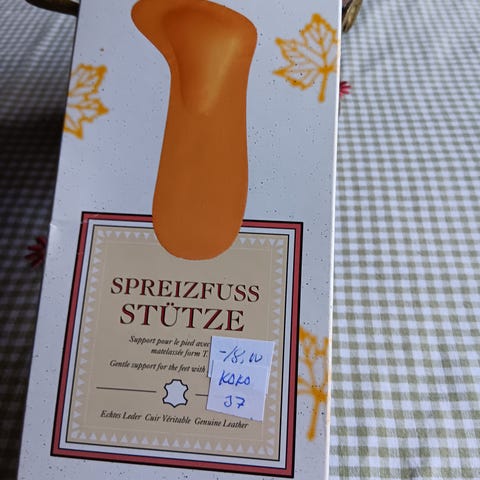 SPREIZFUSS
STÜTZE
Support pour le pied avec
matelassée form T.
Gentle support for the feet with
-/8,00
KOKO
37
Echtes Leder Cuir Véritable Genuine Leather